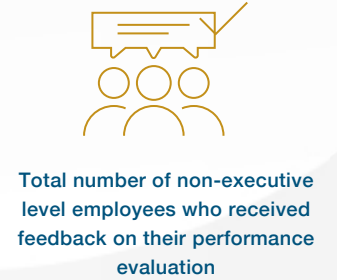 Total number of non-executive
level employees who received
feedback on their performance
evaluation